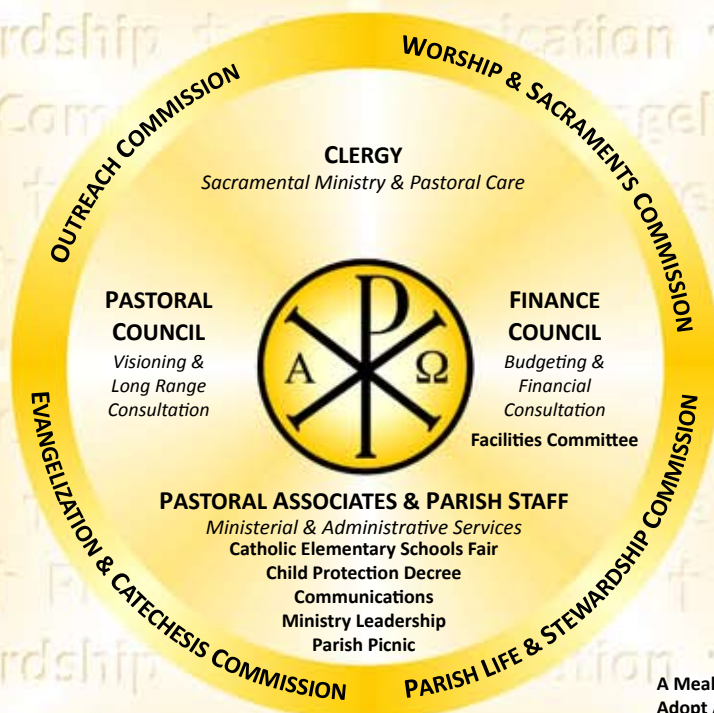 OUTREACH COMMISSION
WORSHIP & SACRAMENTS COMMISSION
CLERGY
Sacramental Ministry & Pastoral Care
PASTORAL
COUNCIL
Visioning &
Long Range
Consultation
Α
Ρ
Ω
FINANCE
COUNCIL
Budgeting &
Financial
Consultation
Facilities Committee
PASTORAL ASSOCIATES & PARISH STAFF
Ministerial & Administrative Services
Catholic Elementary Schools Fair
Child Protection Decree
Communications
Ministry Leadership
Parish Picnic
EVANGELIZATION & CATECHESIS COMMISSION
PARISH LIFE & STEWARDSHIP COMMISSION
A Meal
Adopt